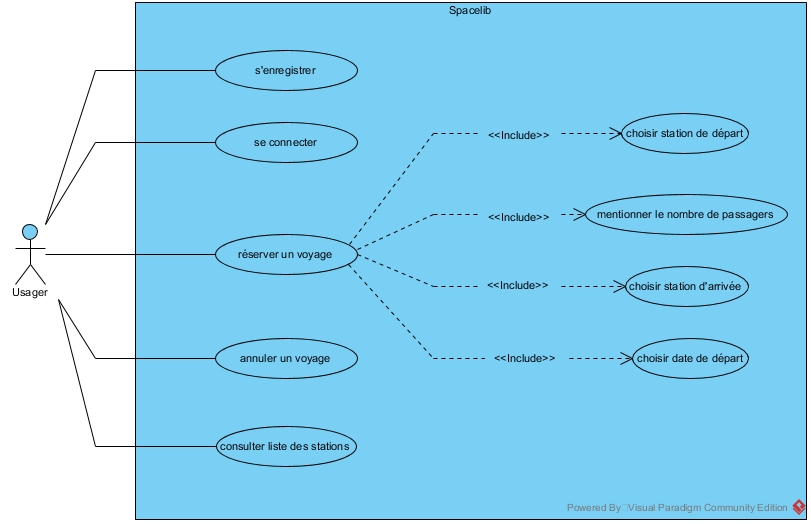 Spacelib
s'enregistrer
se connecter
<<Include>>
choisir station de départ
<<Include>>
mentionner le nombre de passagers
réserver un voyage
Usager
<<Include>>
choisir station d'arrivée
annuler un voyage
<<Include>>
choisir date de départ
consulter liste des stations
Powered By Visual Paradigm Community Edition